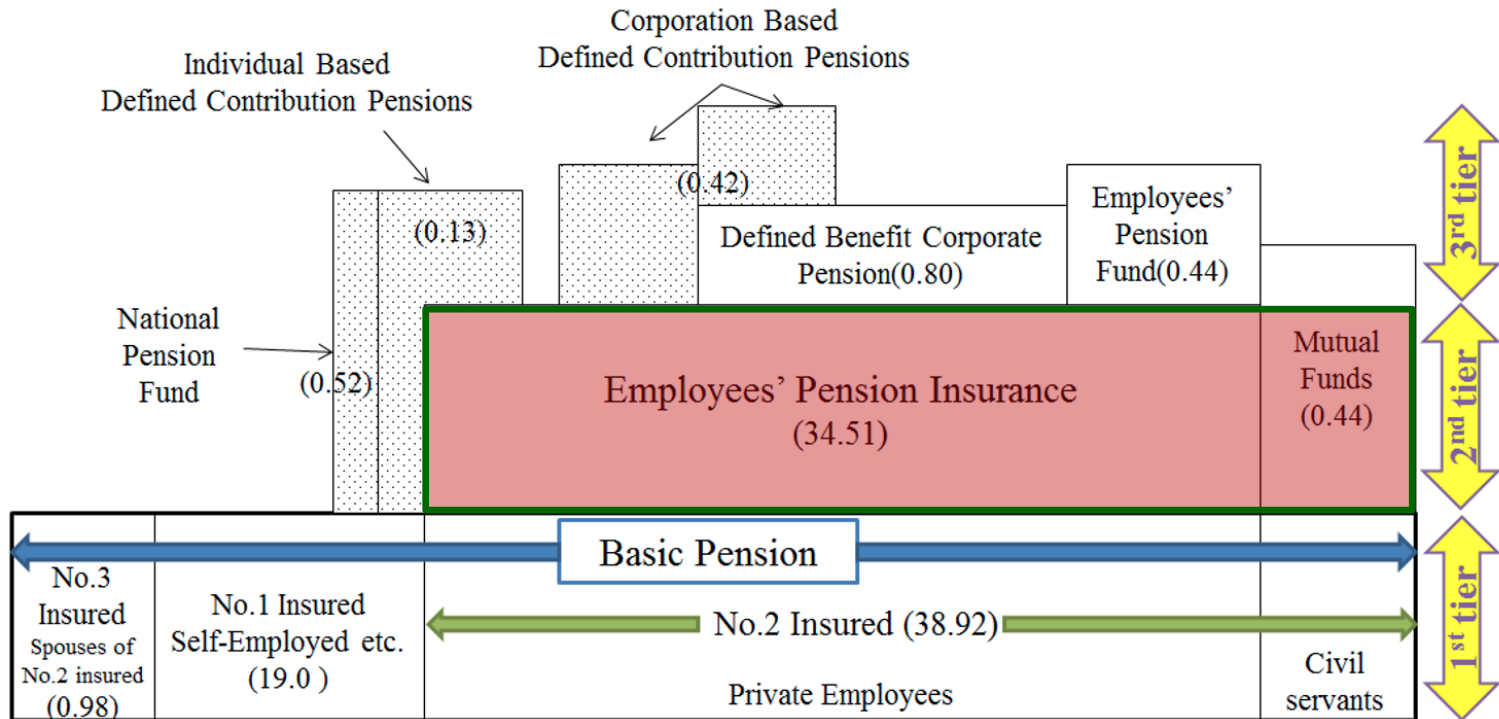 Corporation Based
Defined Contribution Pensions
Individual Based
Defined Contribution Pensions
(0.42)
(0.13)
Defined Benefit Corporate
Pension(0.80)
Employees’
Pension
Fund(0.44)
3rd tier
National
Pension
Fund
(0.52)
Employees’ Pension Insurance
(34.51)
Mutual
Funds
(0.44)
2nd tier
Basic Pension
No.3
Insured
Spouses of
No.2 insured
(0.98)
No.1 Insured
Self-Employed etc.
(19.0 )
No.2 Insured (38.92)
Private Employees
Civil
servants
1st tier